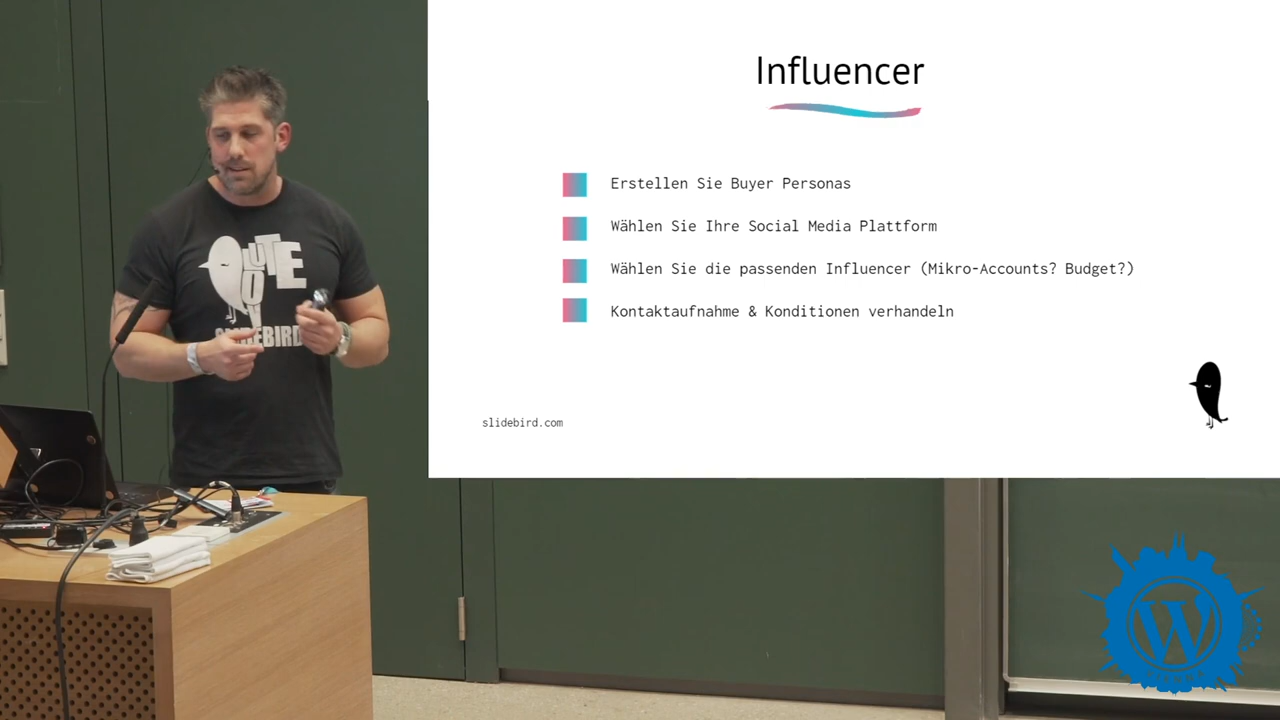 Influencer
Erstellen Sie Buyer Personas
Wählen Sie Ihre Social Media Plattform
Wählen Sie die passenden Influencer (Mikro-Accounts? Budget?)
Kontaktaufnahme & Konditionen verhandeln
slidebird.com